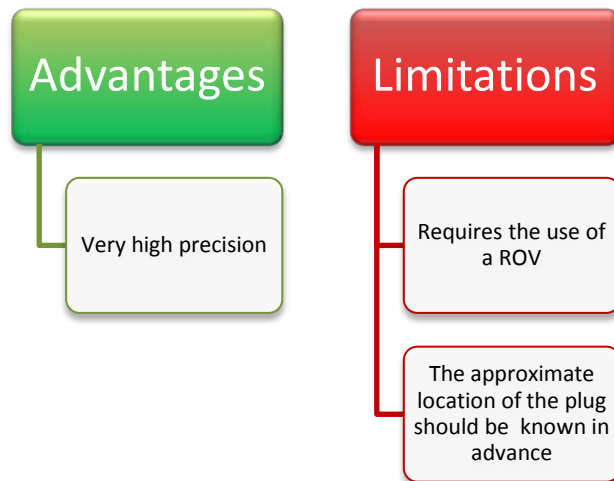 Advantages
Very high precision
Limitations
Requires the use of
a ROV
The approximate
location of the plug
should be  known in
advance